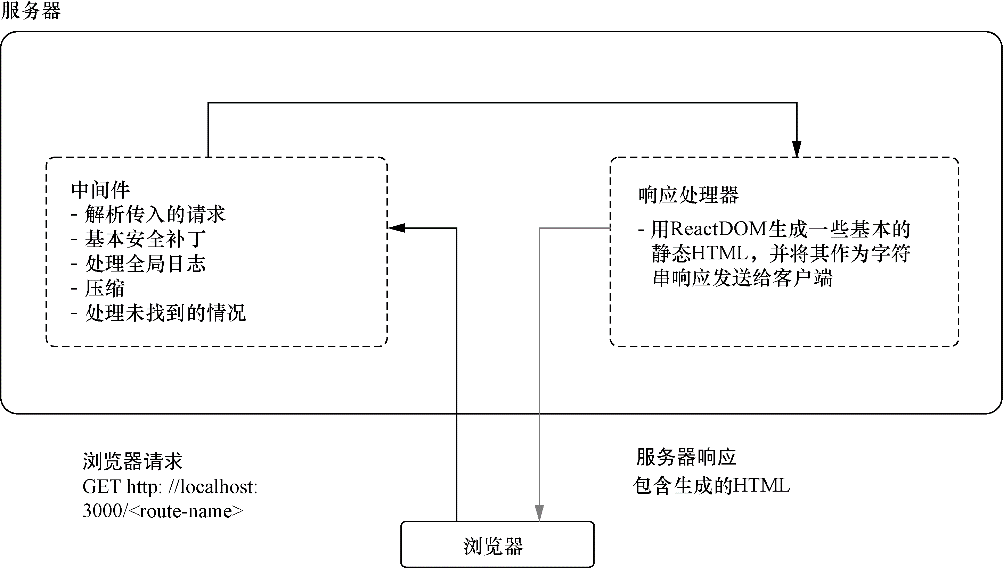 服务器
中间件
- 解析传入的请求
- 基本安全补丁
- 处理全局日志
- 压缩
- 处理未找到的情况
响应处理器
- 用ReactDOM生成一些基本的
静态HTML，并将其作为字符
串响应发送给客户端
浏览器请求
GET http: //localhost:
3000/<route-name>
服务器响应
包含生成的HTML
浏览器